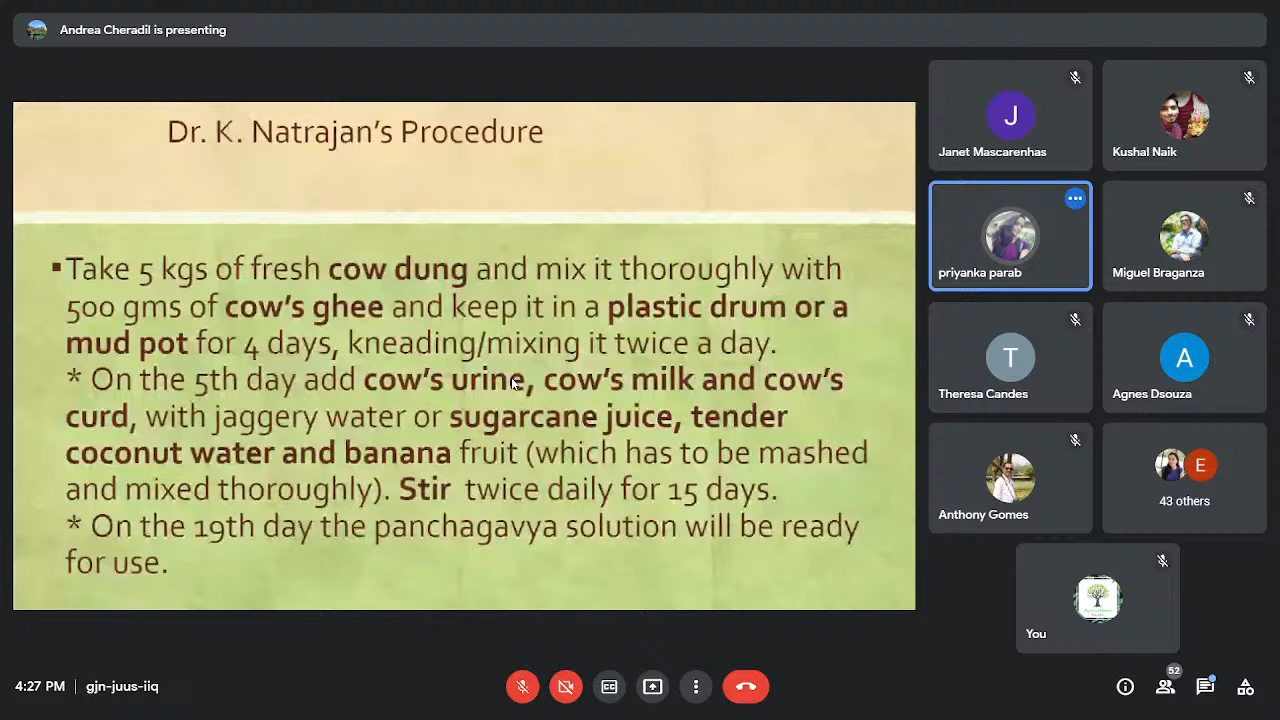 Andrea Cheradil is presenting
Dr. K. Natrajan's Procedure
▪Take 5 kgs of fresh cow dung and mix it thoroughly with
500 gms of cow's ghee and keep it in a plastic drum or a
mud pot for 4 days, kneading/mixing it twice a day.
* On the 5th day add cow's urine, cow's milk and cow's
curd, with jaggery water or sugarcane juice, tender
coconut water and banana fruit (which has to be mashed
and mixed thoroughly). Stir twice daily for 15 days.
* On the 19th day the panchagavya solution will be ready
for use.
J
Janet Mascarenhas
Kushal Naik
priyanka parab
Miguel Braganza
T
Theresa Candes
A
Agnes Dsouza
Anthony Gomes
E
43 others
You
4:27 PM | gjn-juus-iiq
CC
52